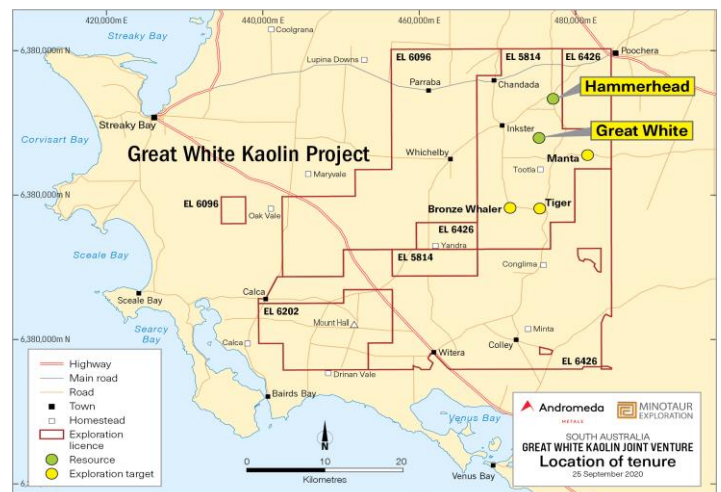 420,000m E
440,000m E
460,000m E
480,000m E
Streaky Bay
Coolgrana
6,380,000m N
Poochera
Lupina Downs
EL 6096
EL 5814
EL 6426
Parraba
Chandada
Hammerhead
Streaky Bay
Inkster
Great White
Corvisart Bay
Great White Kaolin Project
Whichelby
Manta
Maryvale
Tootla
6,380,000m N
EL 6096
Oak Vale
Bronze Whaler
Tiger
EL 6426
Yandra
Sceale Bay
EL 5814
Conglima
Calca
Sceale Bay
EL 6202
Searcy
Bay
Mount Hall
Minta
6,380,000m N
Calca
Colley
Witera
EL 6426
Highway
Main road
Road
Town
Homestead
Exploration
licence
Resource
Exploration target
Drinan Vale
Bairds Bay
Venus Bay
N
0 10 20
Kilometres
Venus Bay
Andromeda
METALS
MINOTAUR
EXPLORATION
SOUTH AUSTRALIA
GREAT WHITE KAOLIN JOINT VENTURE
Location of tenure
25 September 2020